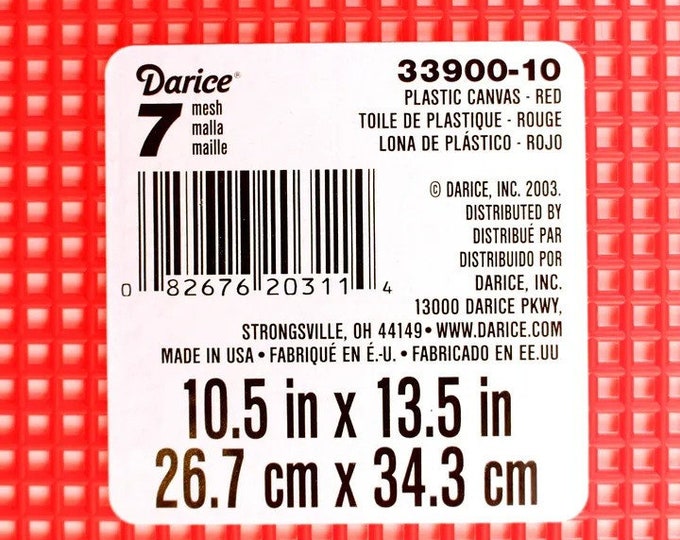 Darice®
7 mesh
malla
maille
33900-10
PLASTIC CANVAS - RED
TOILE DE PLASTIQUE - ROUGE
LONA DE PLÁSTICO - ROJO
0 82676 20311 4
© DARICE, INC. 2003.
DISTRIBUTED BY
DISTRIBUÉ PAR
DISTRIBUIDO POR
DARICE, INC.
13000 DARICE PKWY,
STRONGSVILLE, OH 44149 • WWW.DARICE.COM
MADE IN USA • FABRIQUÉ EN É.-U. • FABRICADO EN EE.UU
10.5 in x 13.5 in
26.7 cm x 34.3 cm